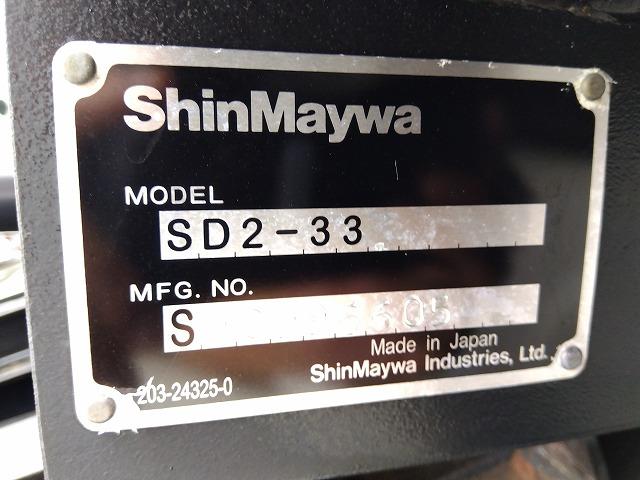 ShinMaywa
MODEL
SD2-33
MFG. NO.
S
Made in Japan
ShinMaywa Industries, Ltd.
203-24325-0